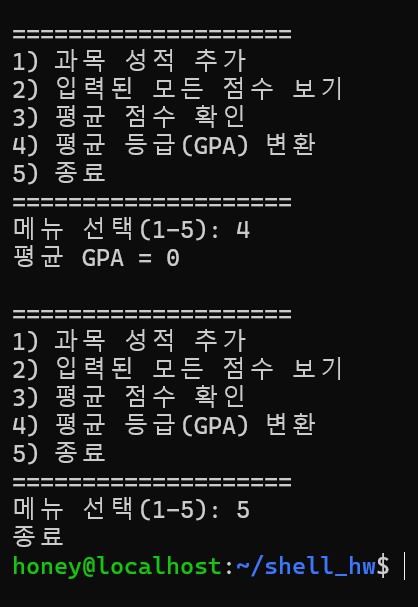 ====================
1) 과목 성적 추가
2) 입력된 모든 점수 보기
3) 평균 점수 확인
4) 평균 등급(GPA) 변환
5) 종료
====================
메뉴 선택(1-5): 4
평균 GPA = 0
====================
1) 과목 성적 추가
2) 입력된 모든 점수 보기
3) 평균 점수 확인
4) 평균 등급(GPA) 변환
5) 종료
====================
메뉴 선택(1-5): 5
종료
honey@localhost:~/shell_hw$